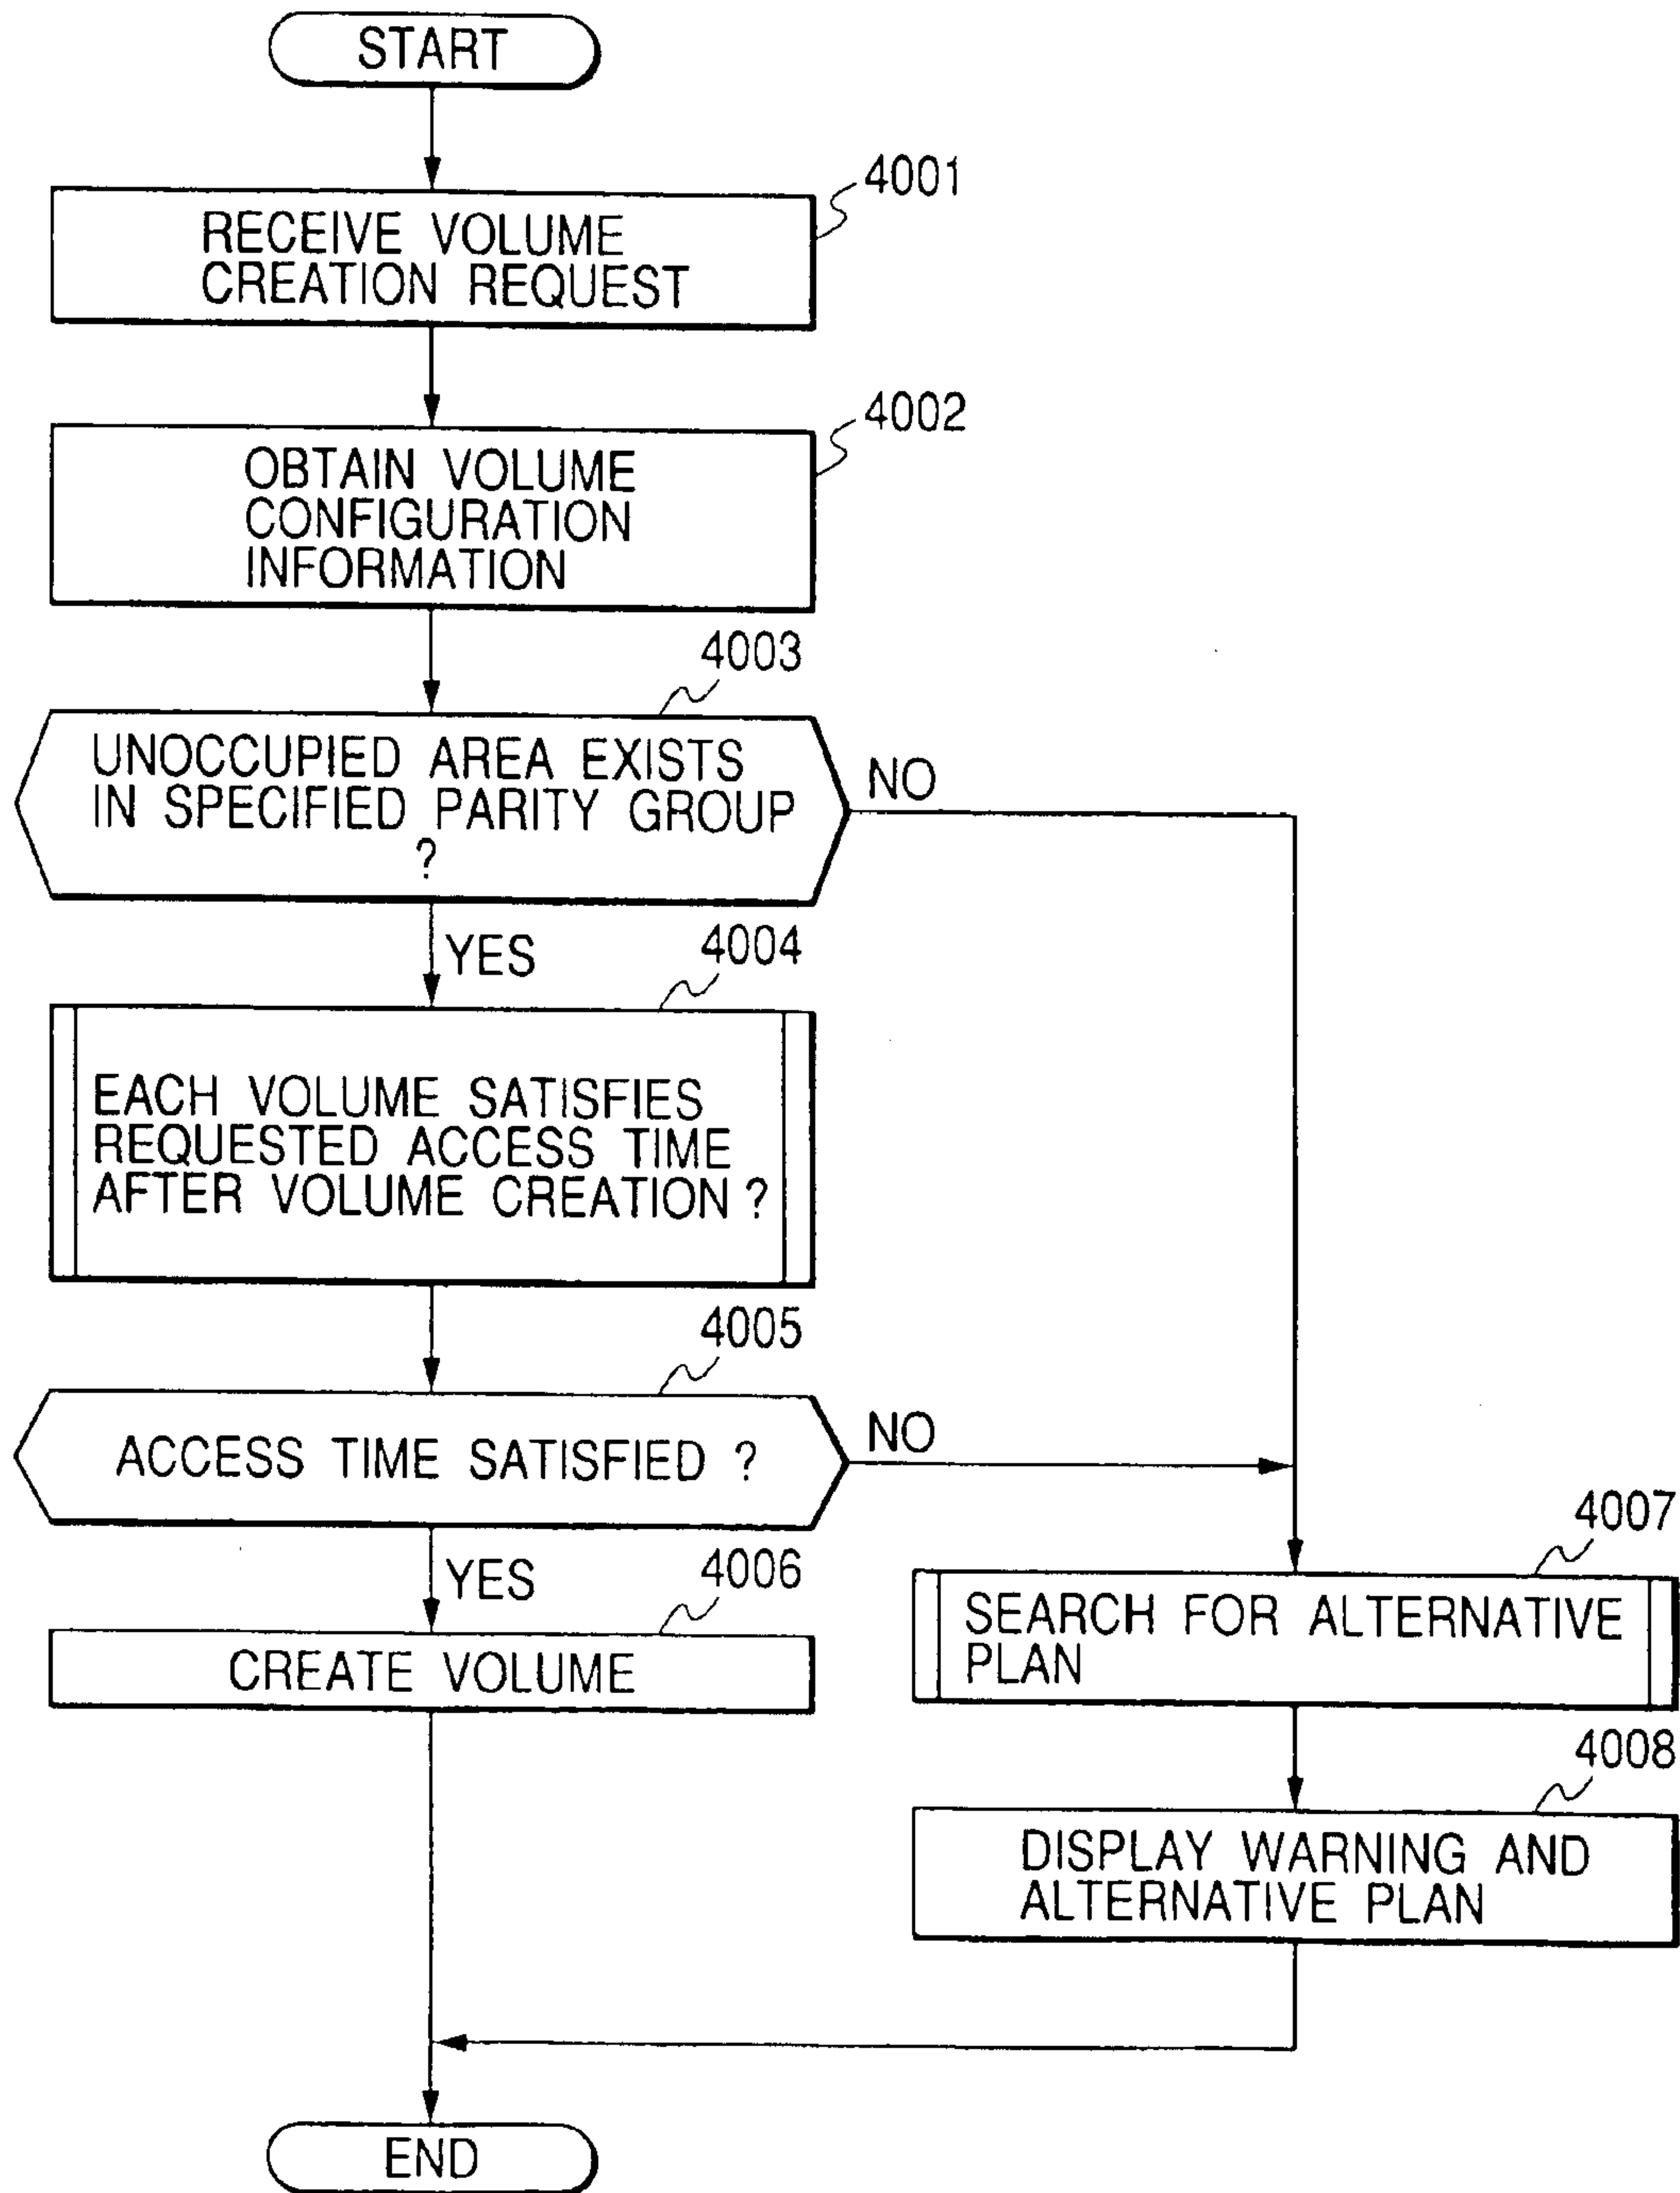 START
4001
RECEIVE VOLUME
CREATION REQUEST
4002
OBTAIN VOLUME
CONFIGURATION
INFORMATION
4003
UNOCCUPIED AREA EXISTS
IN SPECIFIED PARITY GROUP
?
NO
YES
4004
EACH VOLUME SATISFIES
REQUESTED ACCESS TIME
AFTER VOLUME CREATION ?
4005
ACCESS TIME SATISFIED ?
NO
YES
4006
CREATE VOLUME
4007
SEARCH FOR ALTERNATIVE
PLAN
4008
DISPLAY WARNING AND
ALTERNATIVE PLAN
END